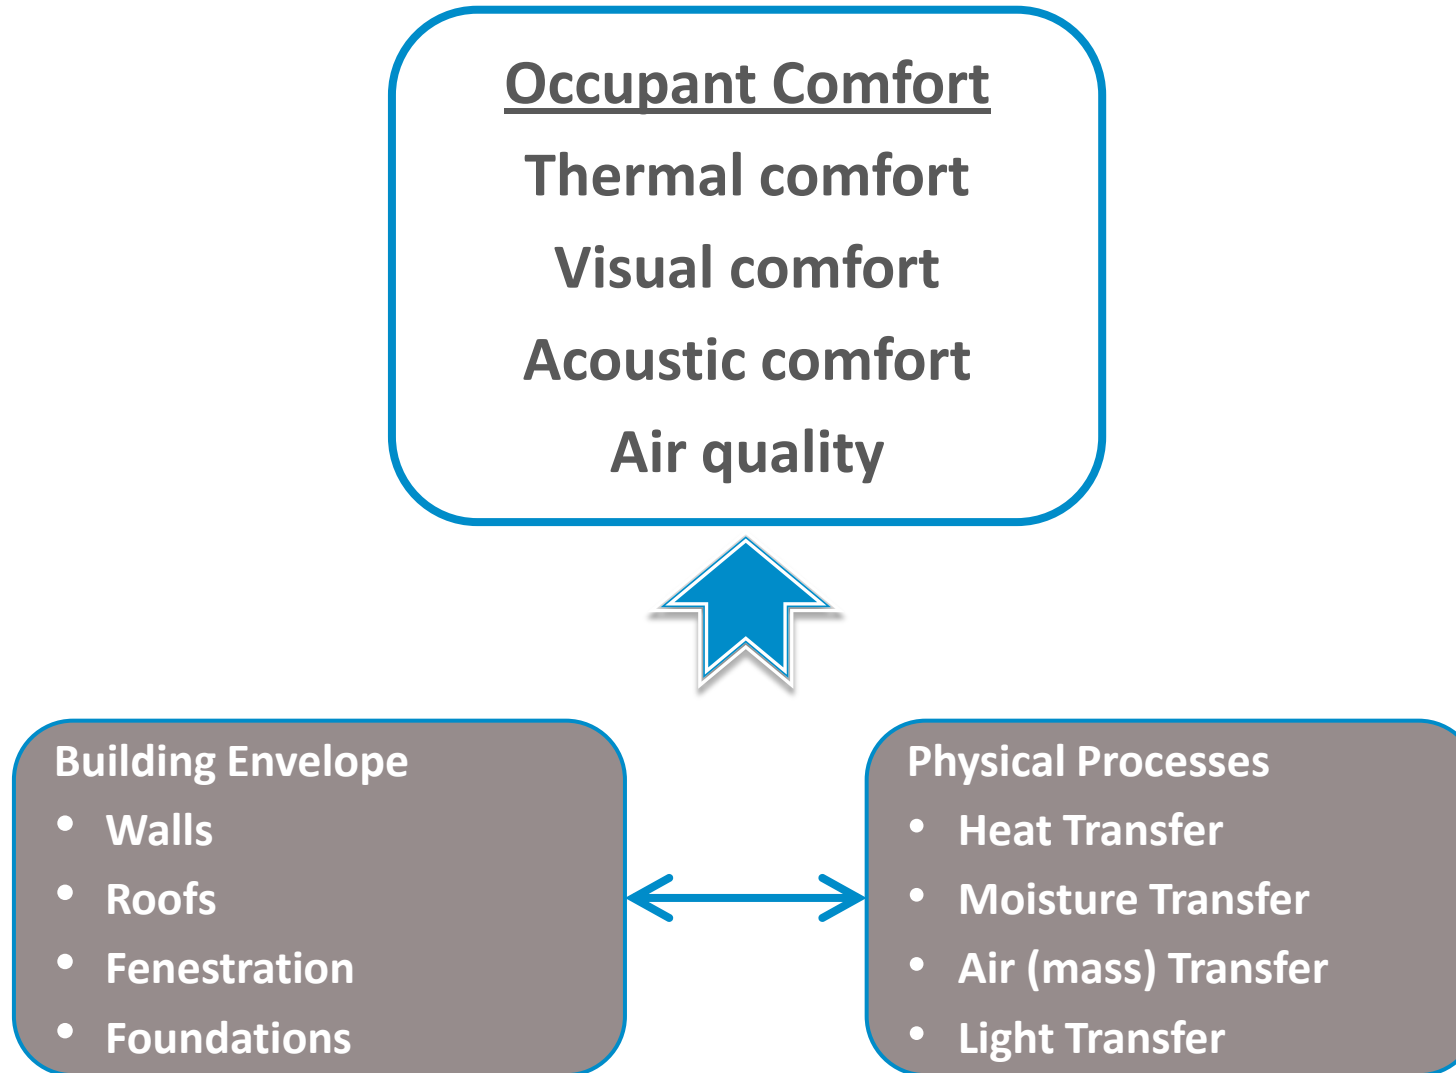 Occupant Comfort
Thermal comfort
Visual comfort
Acoustic comfort
Air quality
Building Envelope
• Walls
• Roofs
• Fenestration
• Foundations
Physical Processes
• Heat Transfer
• Moisture Transfer
• Air (mass) Transfer
• Light Transfer